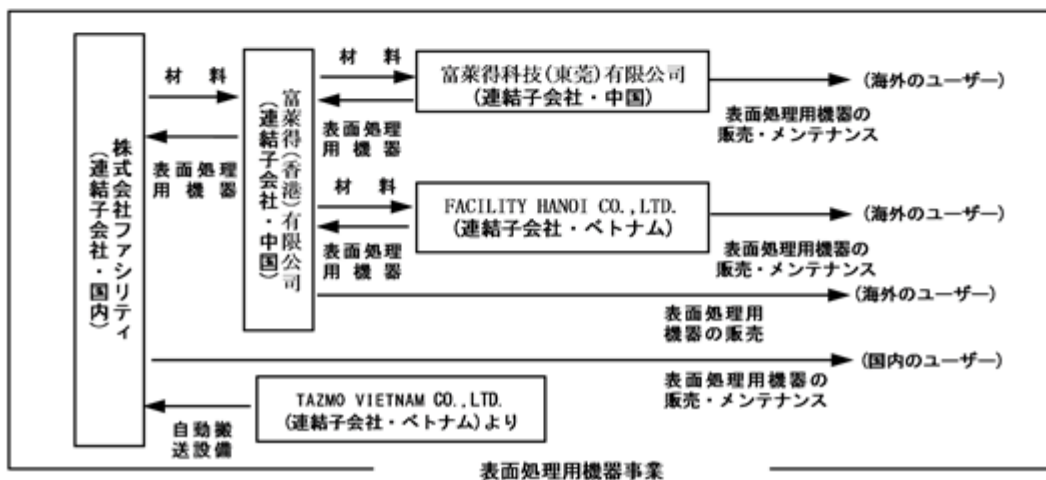 株式会社ファシリティ
(連結子会社・国内)
材 料
表面処理
用 機 器
富莱得(香港)有限公司
(連結子会社・中国)
材 料
表面処理
用 機 器
富莱得科技(東莞)有限公司
(連結子会社・中国)
(海外のユーザー)
表面処理用機器の
販売・メンテナンス
材 料
表面処理
用 機 器
FACILITY HANOI CO.,LTD.
(連結子会社・ベトナム)
(海外のユーザー)
表面処理用機器の
販売・メンテナンス
(海外のユーザー)
表面処理用
機器の販売
(国内のユーザー)
表面処理用機器の
販売・メンテナンス
TAZMO VIETNAM CO.,LTD.
(連結子会社・ベトナム)より
自動搬
送設備
表面処理用機器事業